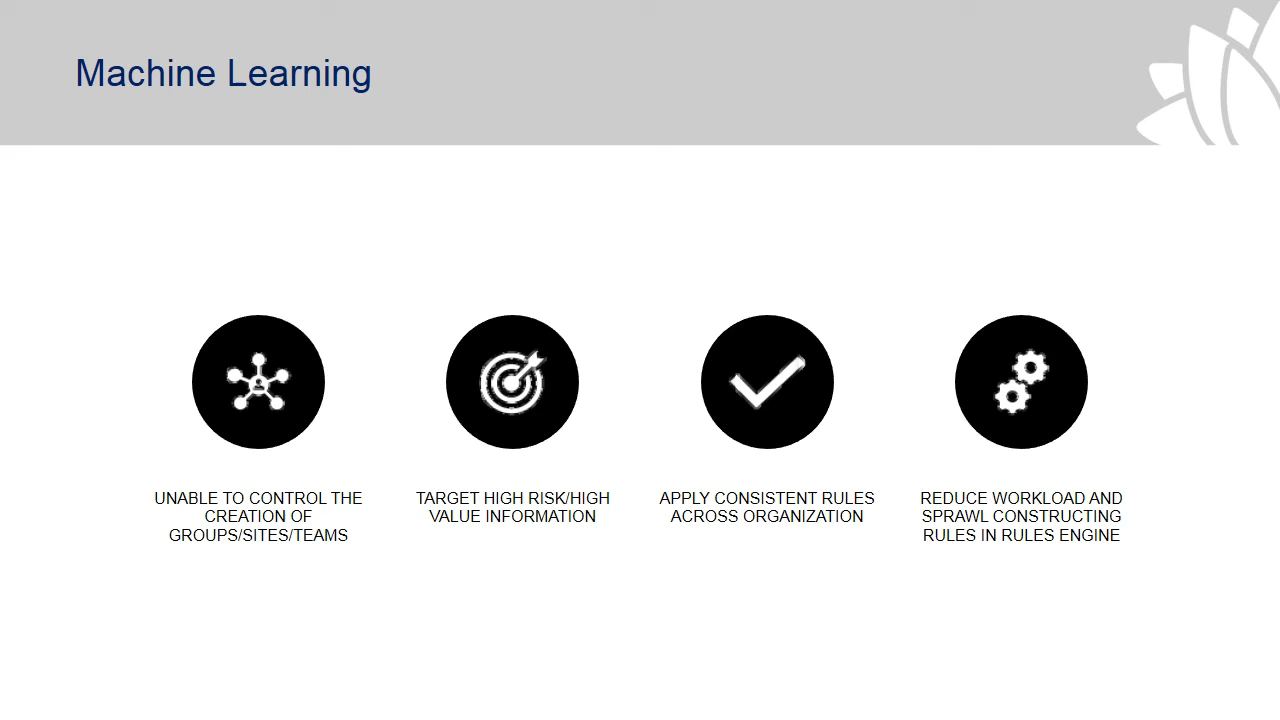 Machine Learning
UNABLE TO CONTROL THE
CREATION OF
GROUPS/SITES/TEAMS
TARGET HIGH RISK/HIGH
VALUE INFORMATION
APPLY CONSISTENT RULES
ACROSS ORGANIZATION
REDUCE WORKLOAD AND
SPRAWL CONSTRUCTING
RULES IN RULES ENGINE